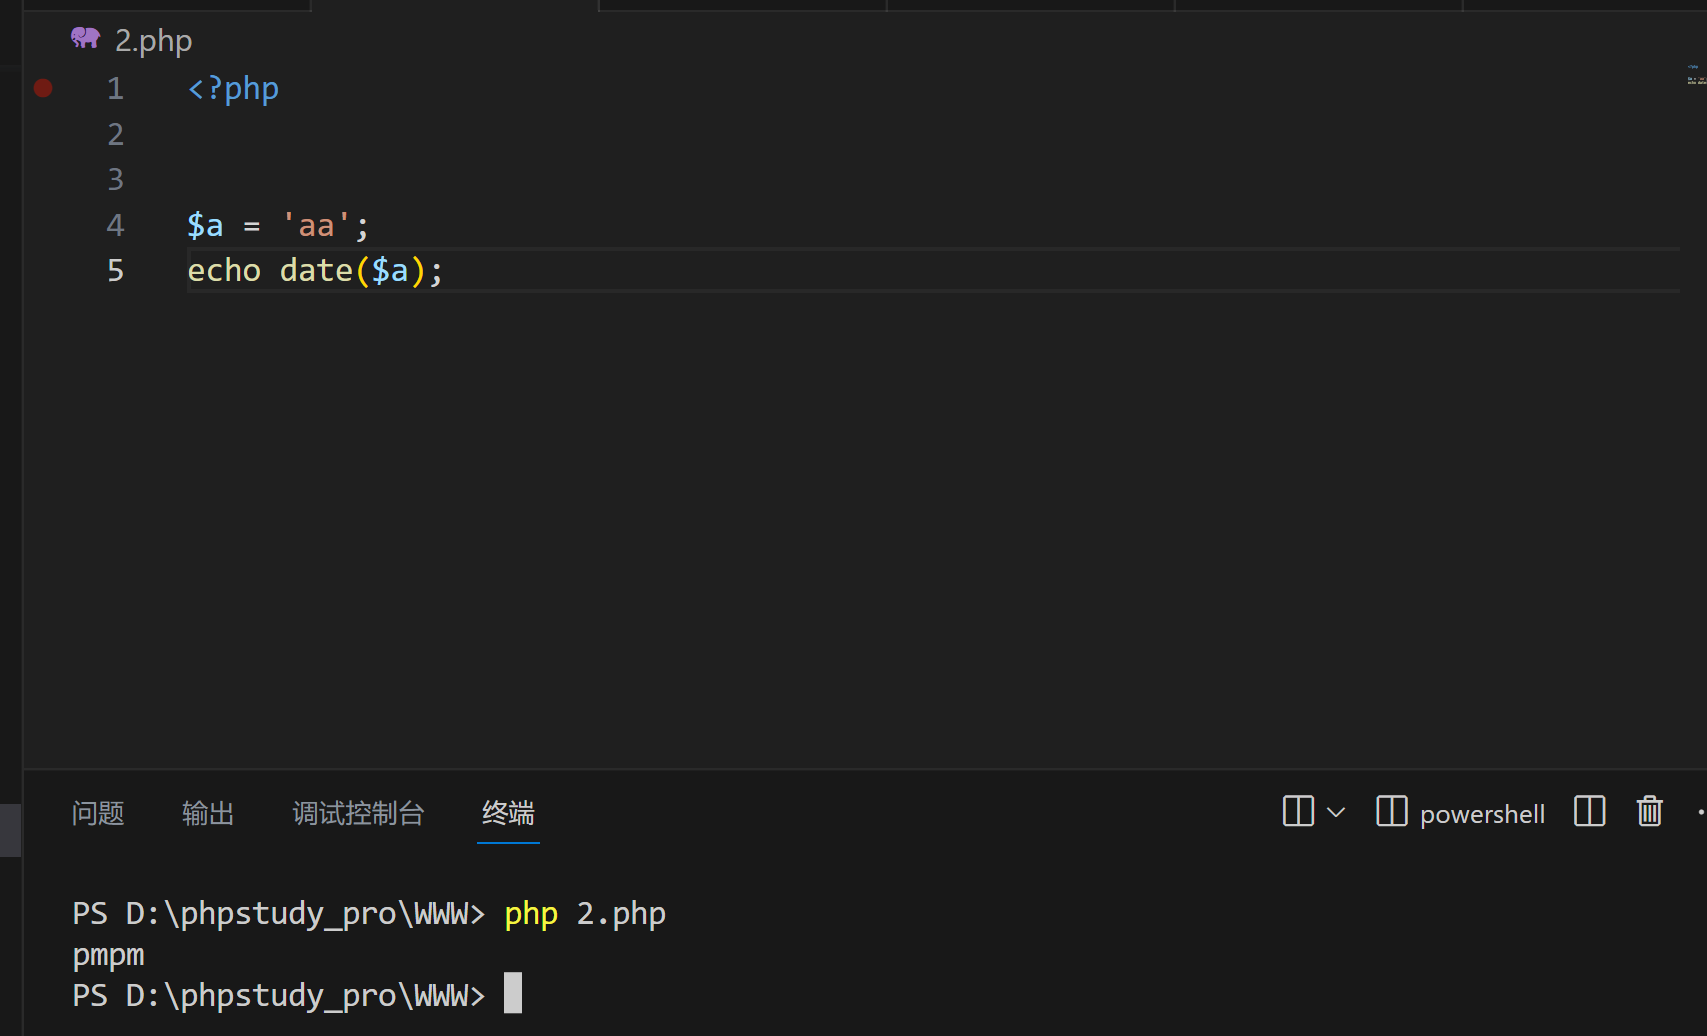 2.php
1 <?php
2
3
4 $a = 'aa';
5 echo date($a);
问题 输出 调试控制台 终端 powershell
PS D:\phpstudy_pro\WWW> php 2.php
pmpm
PS D:\phpstudy_pro\WWW>